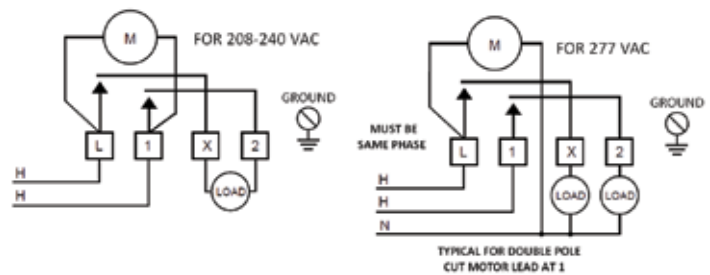 M
FOR 208-240 VAC
GROUND
L
1
X
2
H
H
LOAD
M
FOR 277 VAC
GROUND
MUST BE
SAME PHASE
L
1
X
2
H
H
N
LOAD
LOAD
TYPICAL FOR DOUBLE POLE
CUT MOTOR LEAD AT 1